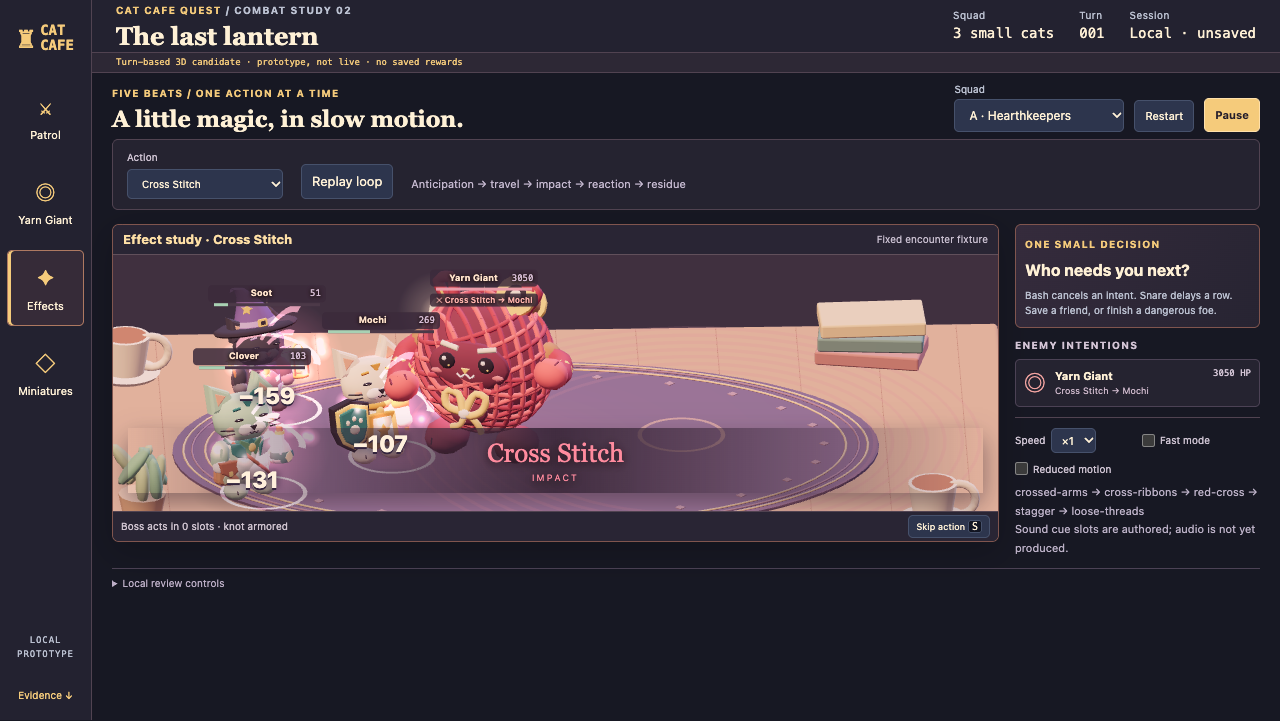 CAT
CAFE
Patrol
Yarn Giant
Effects
Miniatures
LOCAL
PROTOTYPE
Evidence ↓
CAT CAFE QUEST / COMBAT STUDY 02
The last lantern
Squad
3 small cats
Turn
001
Session
Local · unsaved
Turn-based 3D candidate · prototype, not live · no saved rewards
FIVE BEATS / ONE ACTION AT A TIME
A little magic, in slow motion.
Squad
A · Hearthkeepers
Restart
Pause
Action
Cross Stitch
Replay loop
Anticipation → travel → impact → reaction → residue
Effect study · Cross Stitch
Fixed encounter fixture
Yarn Giant 3050
× Cross Stitch → Mochi
Soot 51
Mochi 269
Clover 103
−159
−107
−131
Cross Stitch
IMPACT
Boss acts in 0 slots · knot armored
Skip action S
ONE SMALL DECISION
Who needs you next?
Bash cancels an intent. Snare delays a row.
Save a friend, or finish a dangerous foe.
ENEMY INTENTIONS
Yarn Giant
3050 HP
Cross Stitch → Mochi
Speed
×1
Fast mode
Reduced motion
crossed-arms → cross-ribbons → red-cross →
stagger → loose-threads
Sound cue slots are authored; audio is not yet
produced.
▶ Local review controls